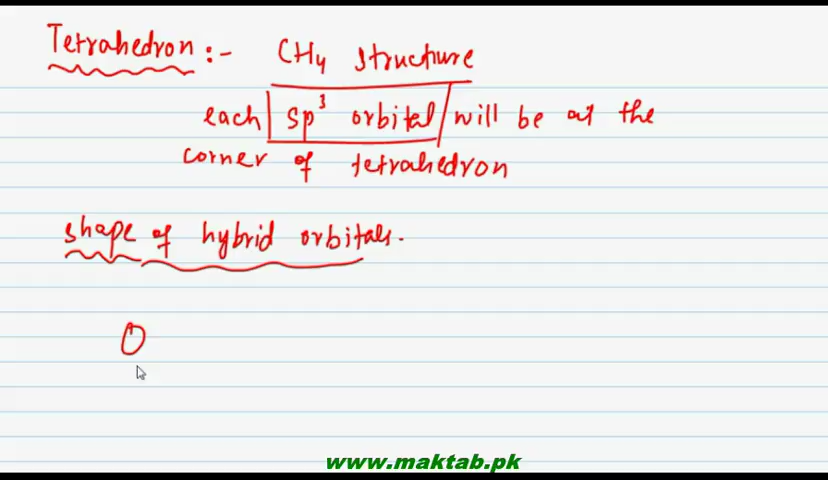 Tetrahedron :- CH4 structure
each sp³ orbital will be at the
corner of tetrahedron
shape of hybrid orbitals.
www.maktab.pk